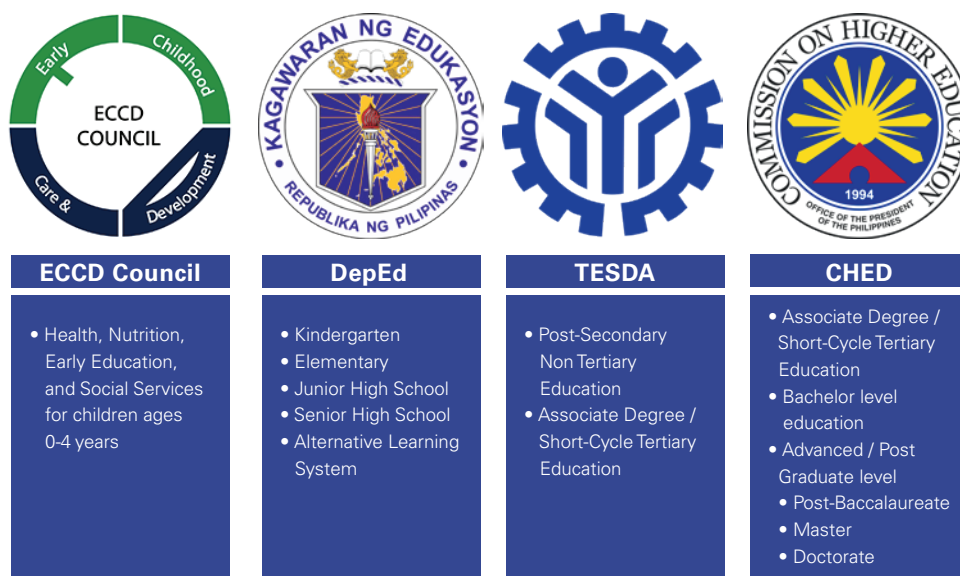 Early
Childhood
ECCD
COUNCIL
Care &
Development
KAGAWARAN NG EDUKASYON
REPUBLIKA NG PILIPINAS
COMMISSION ON HIGHER EDUCATION
1994
OFFICE OF THE PRESIDENT
OF THE PHILIPPINES
ECCD Council
• Health, Nutrition,
Early Education,
and Social Services
for children ages
0-4 years
DepEd
• Kindergarten
• Elementary
• Junior High School
• Senior High School
• Alternative Learning
System
TESDA
• Post-Secondary
Non Tertiary
Education
• Associate Degree /
Short-Cycle Tertiary
Education
CHED
• Associate Degree /
Short-Cycle Tertiary
Education
• Bachelor level
education
• Advanced / Post
Graduate level
• Post-Baccalaureate
• Master
• Doctorate